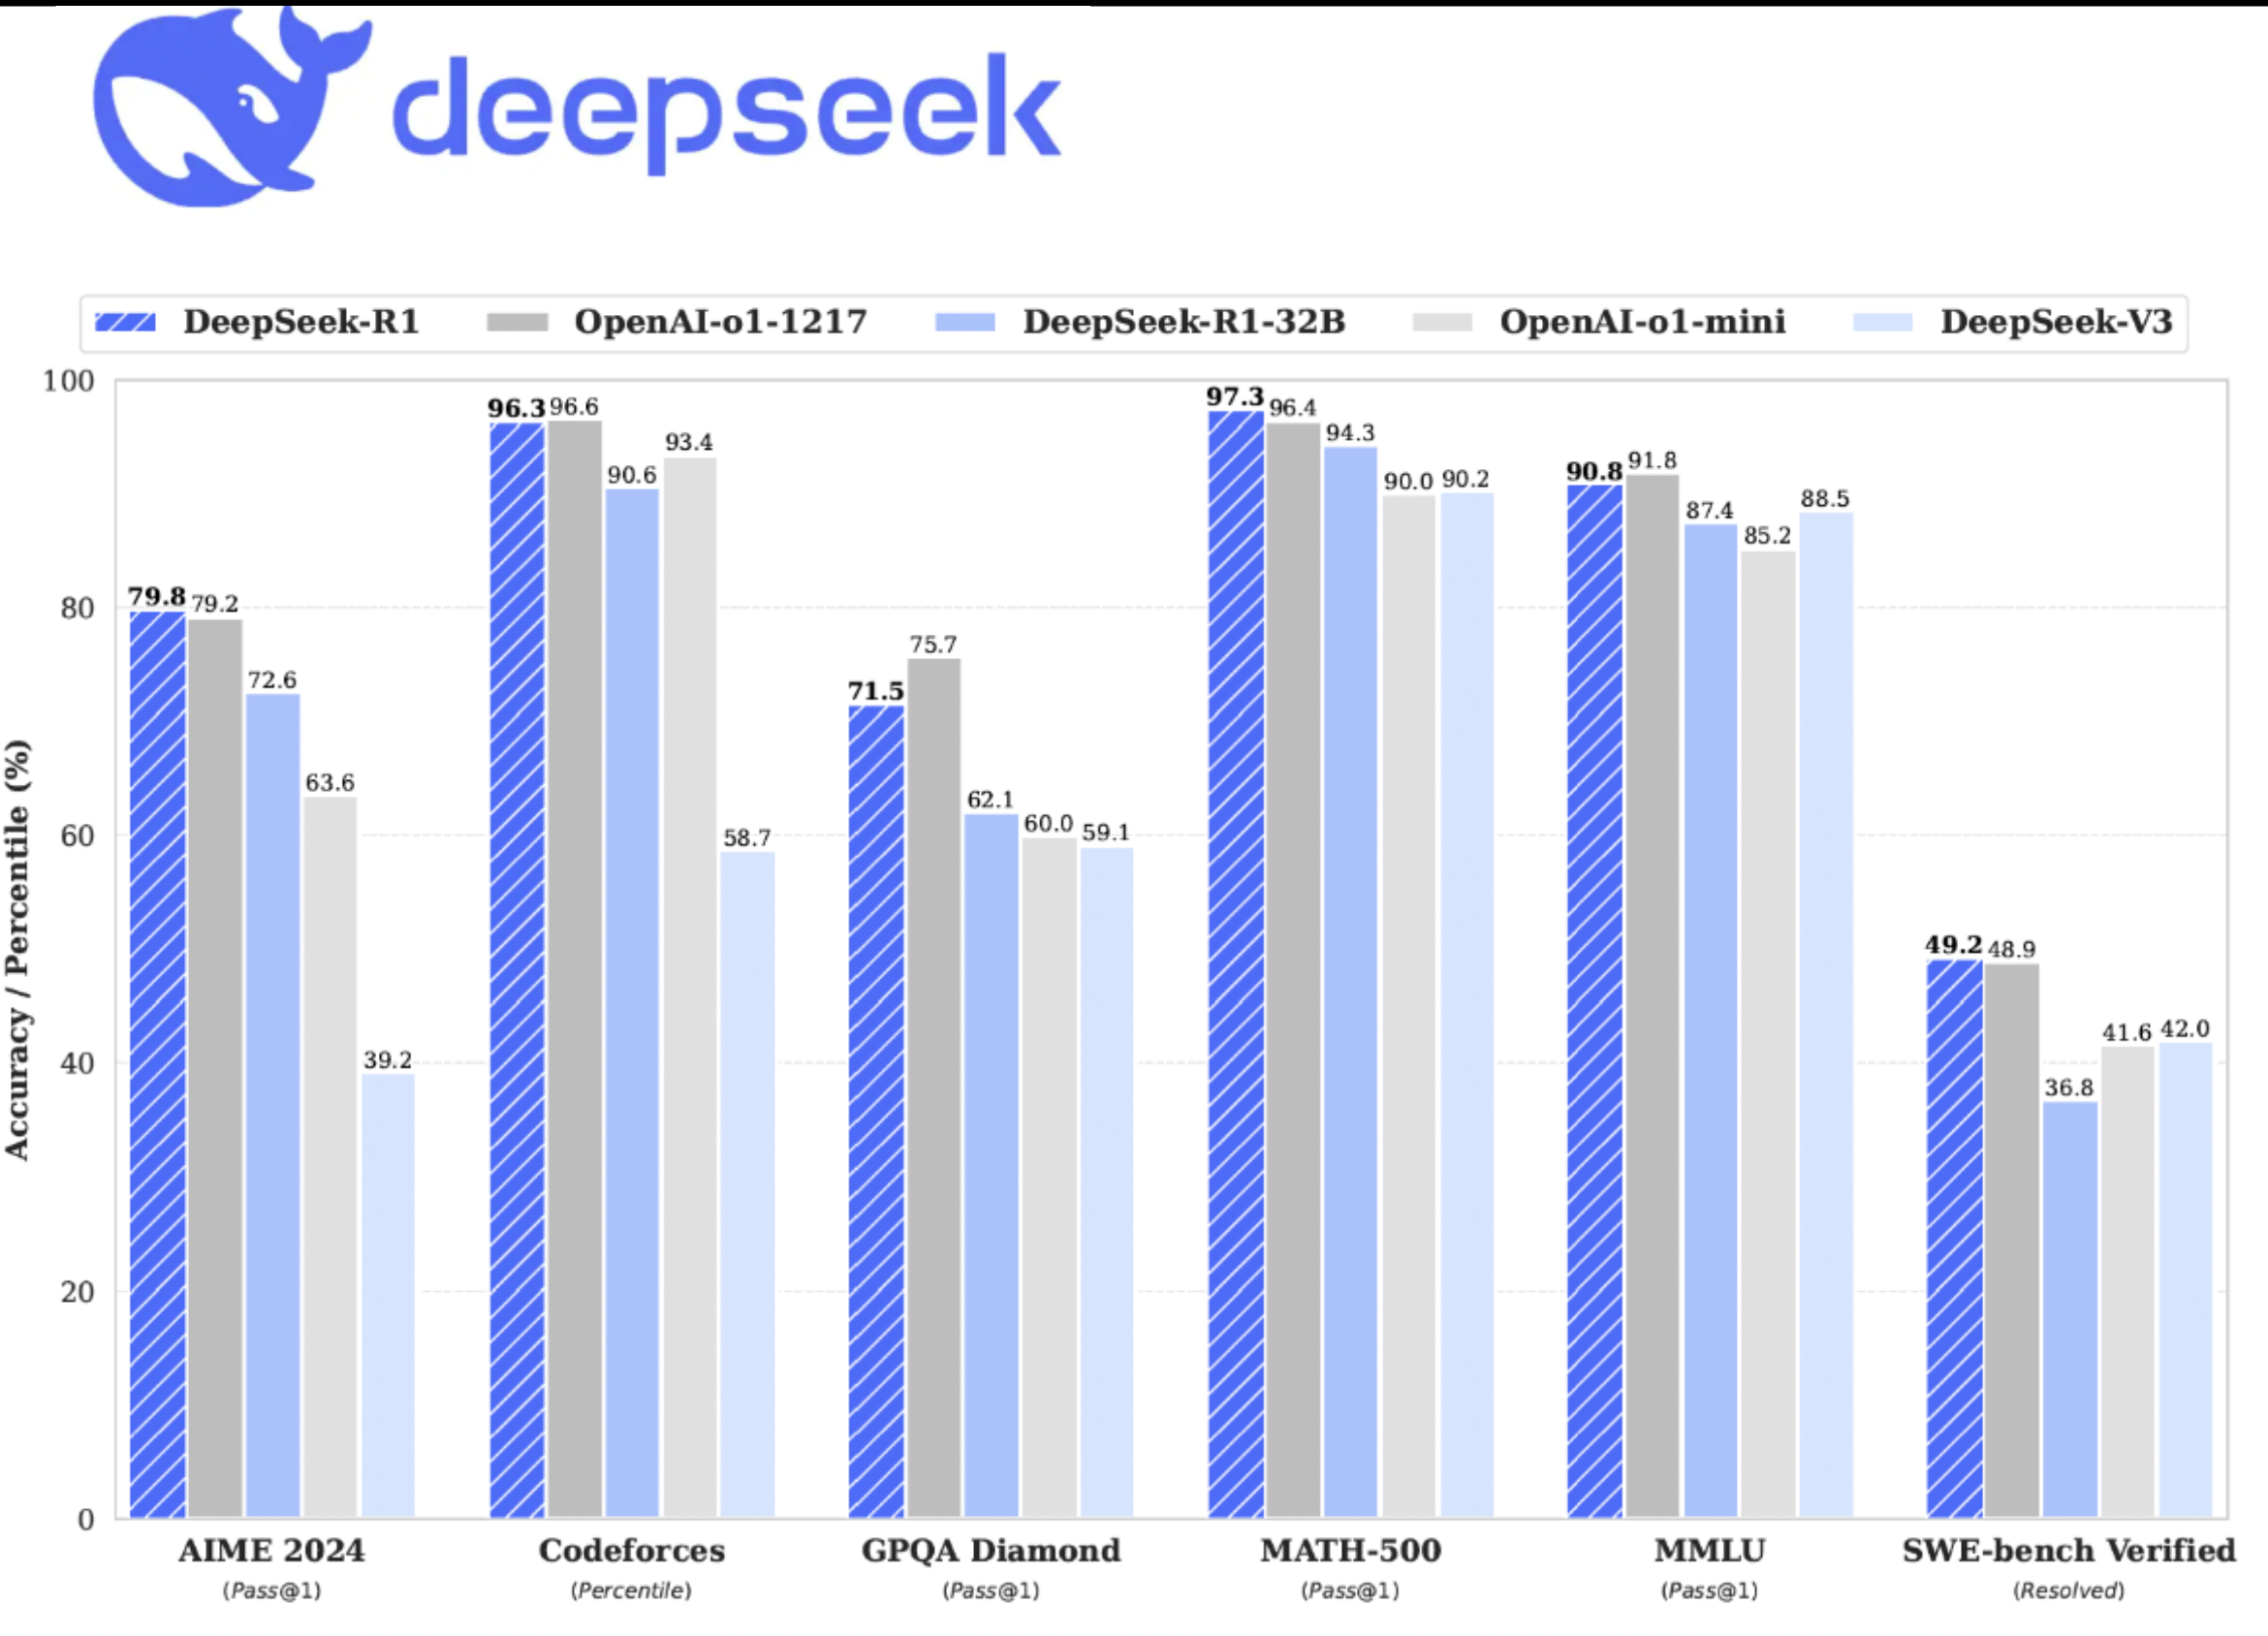 deepseek
DeepSeek-R1 OpenAI-o1-1217 DeepSeek-R1-32B OpenAI-o1-mini DeepSeek-V3
Accuracy / Percentile (%)
100
80
60
40
20
0
79.8 79.2 72.6 63.6 39.2
96.3 96.6 90.6 93.4 58.7
71.5 75.7 62.1 60.0 59.1
97.3 96.4 94.3 90.0 90.2
90.8 91.8 87.4 85.2 88.5
49.2 48.9 36.8 41.6 42.0
AIME 2024 Codeforces GPQA Diamond MATH-500 MMLU SWE-bench Verified
(Pass@1) (Percentile) (Pass@1) (Pass@1) (Pass@1) (Resolved)